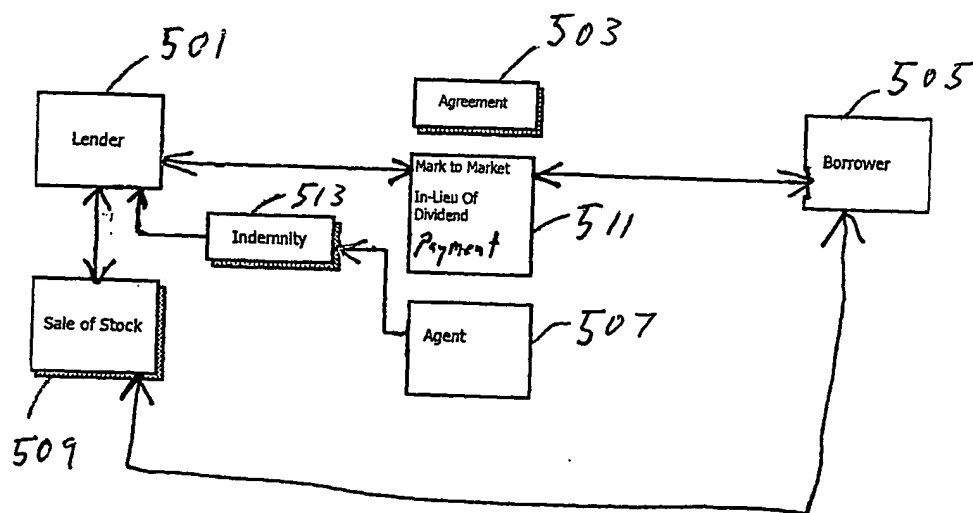 501
503
505
Agreement
Lender
Mark to Market
In-Lieu Of
Dividend
Payment
Borrower
513
Indemnity
511
Sale of Stock
Agent
507
509